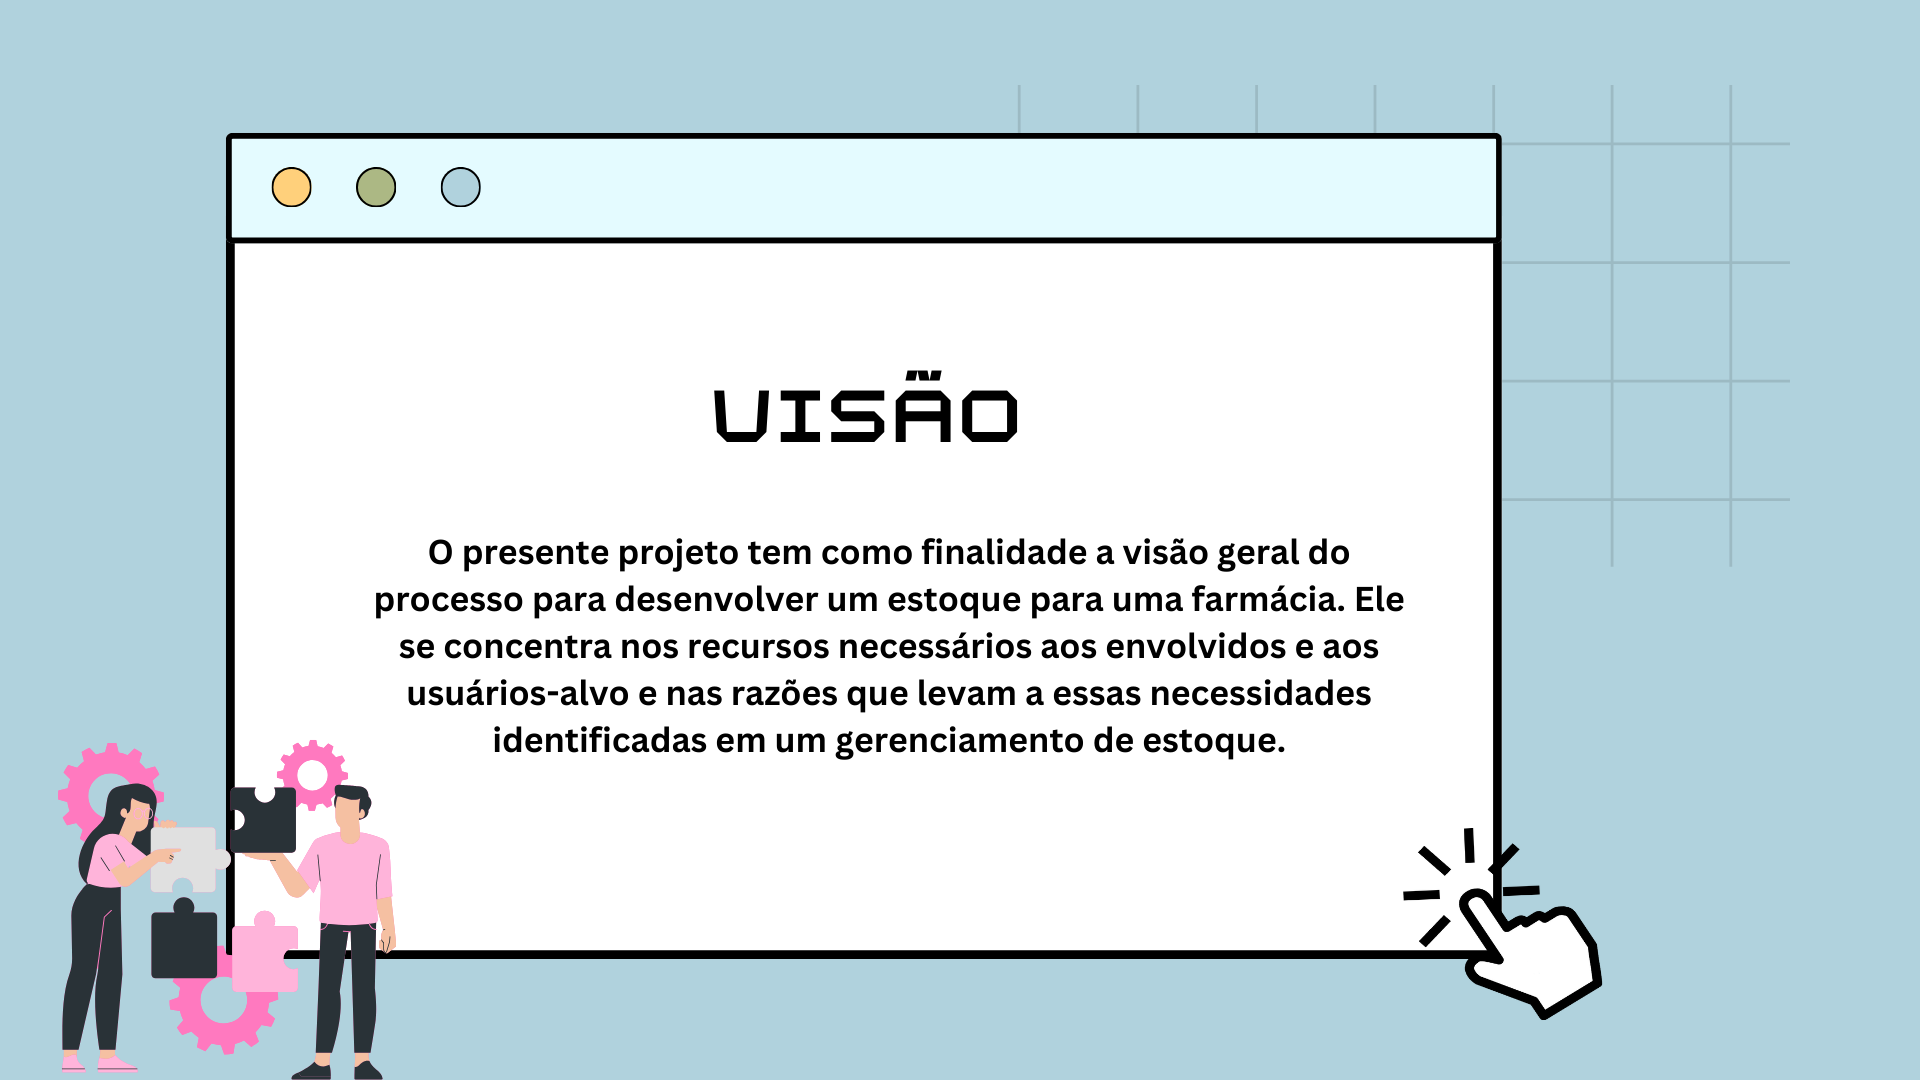 VISÃO
O presente projeto tem como finalidade a visão geral do
processo para desenvolver um estoque para uma farmácia. Ele
se concentra nos recursos necessários aos envolvidos e aos
usuários-alvo e nas razões que levam a essas necessidades
identificadas em um gerenciamento de estoque.